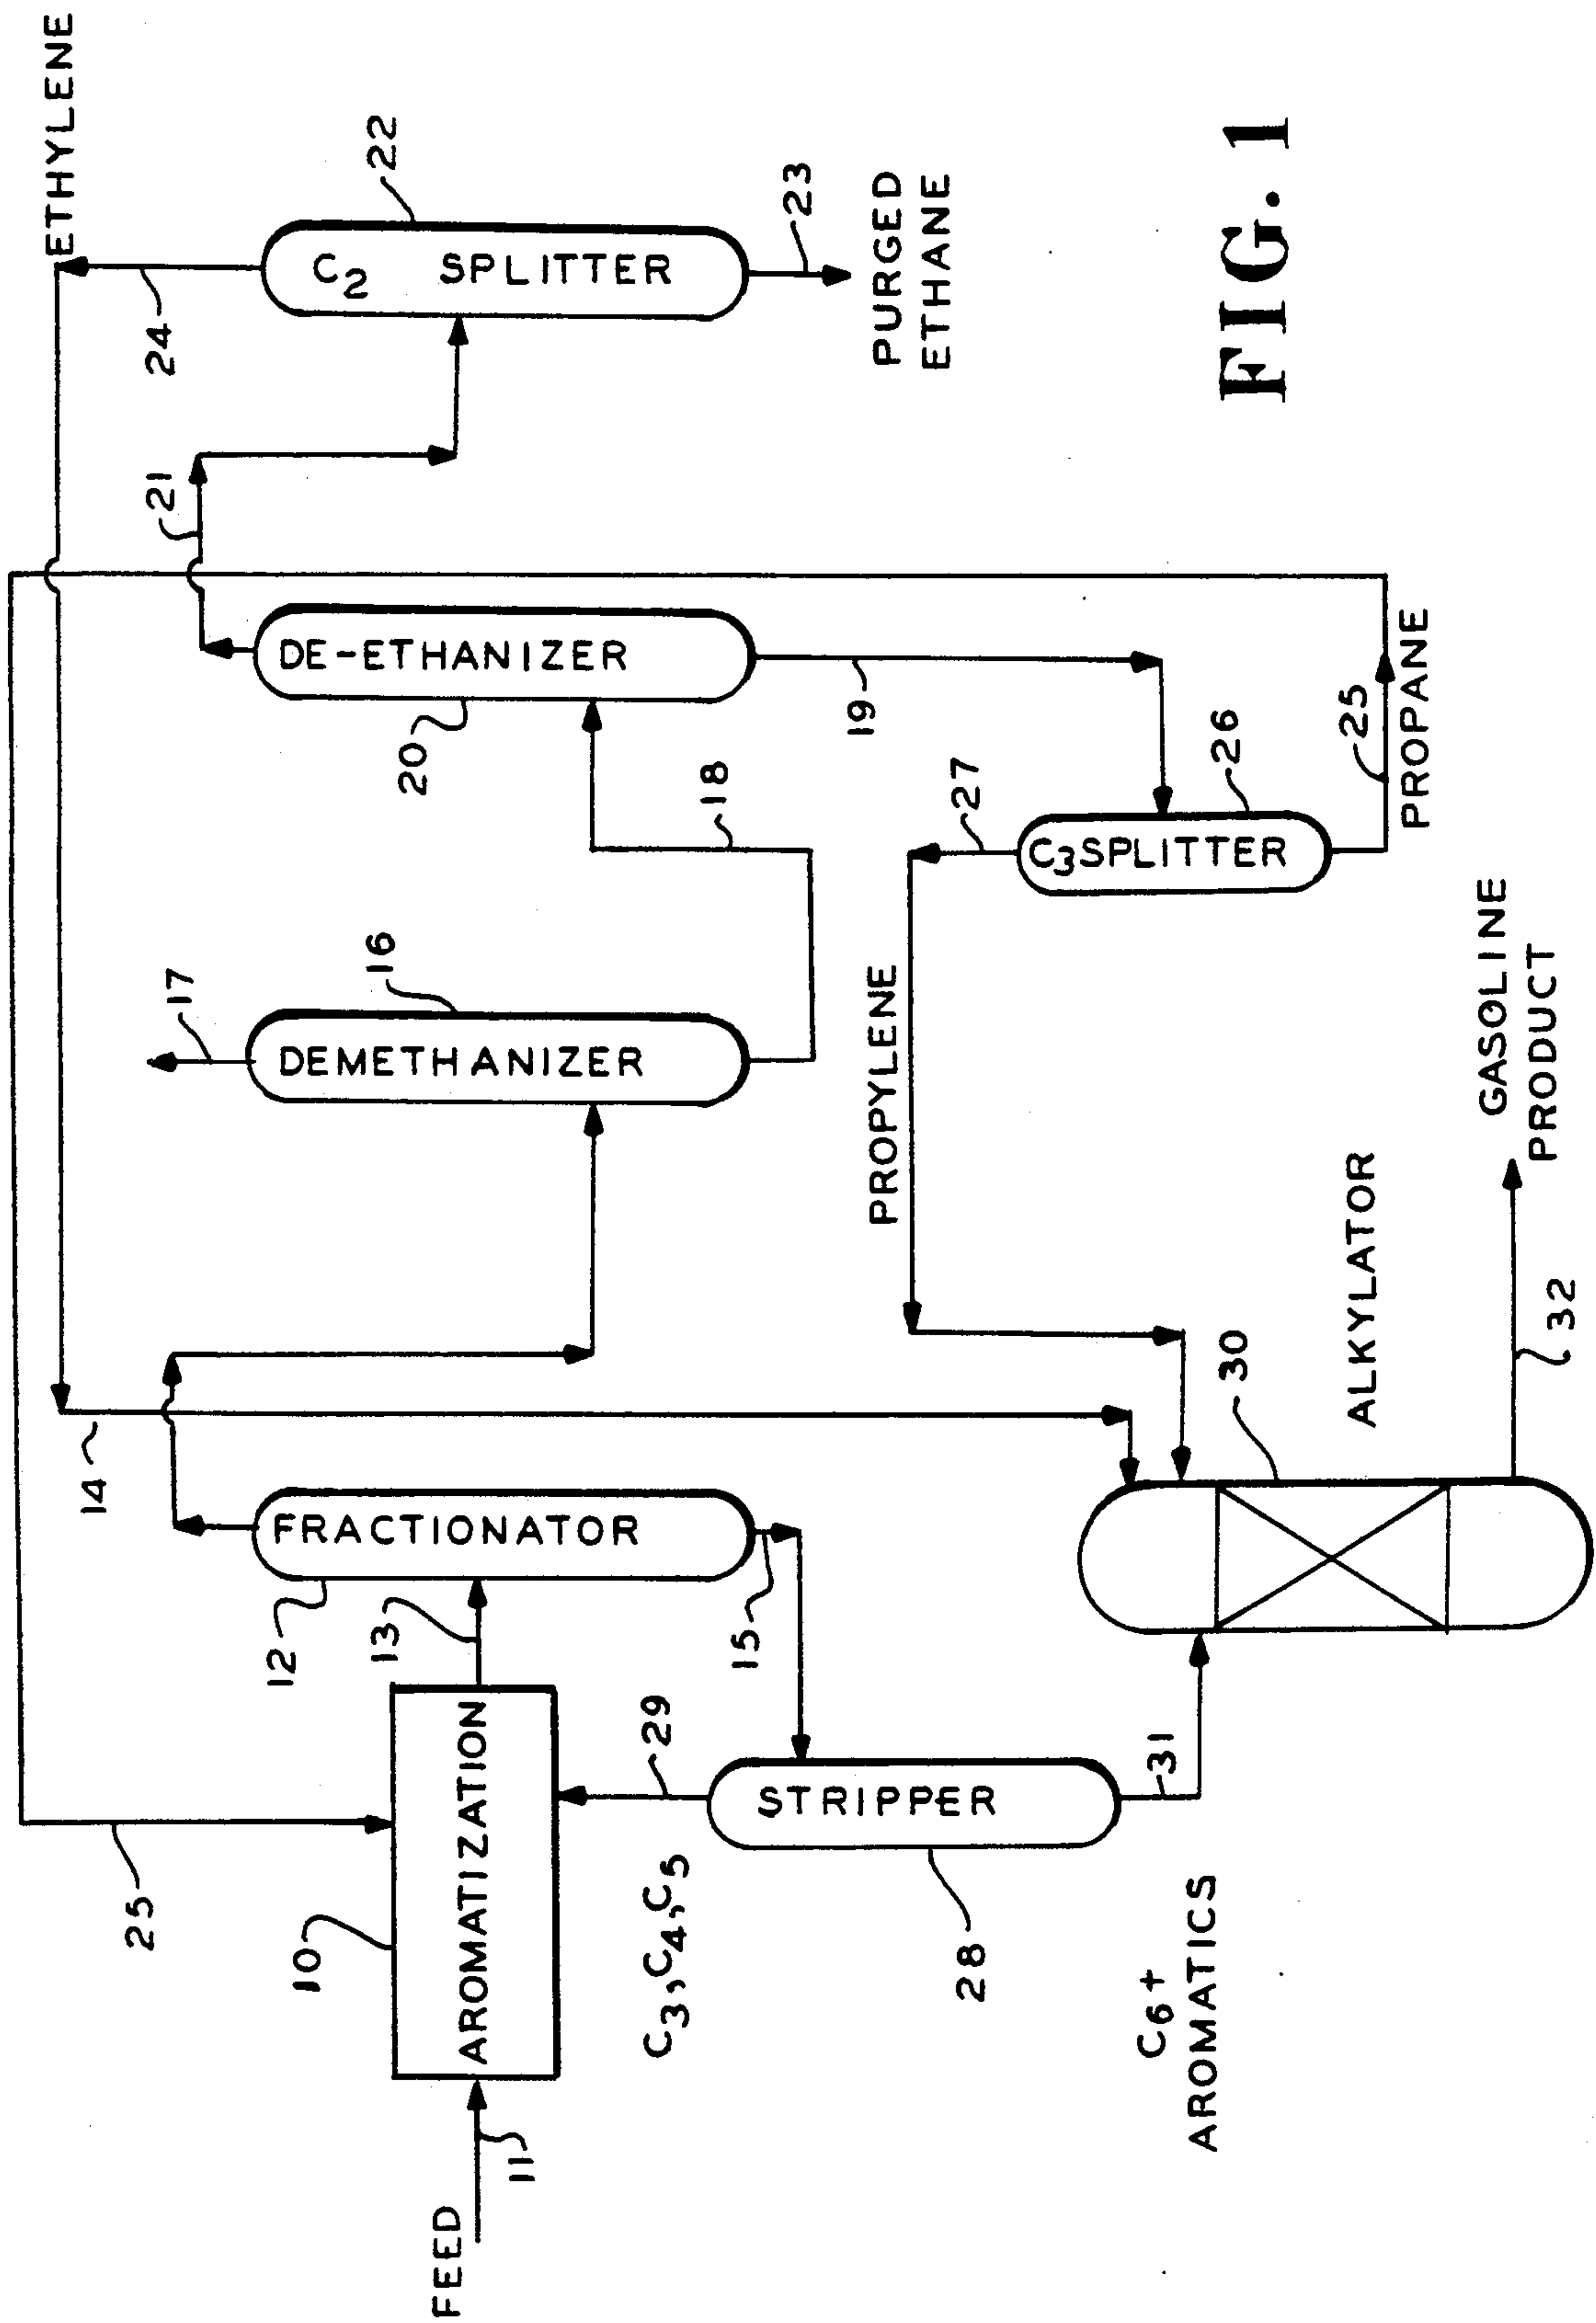 ETHYLENE
25
14
24
17
21
12
FRACTIONATOR
16
DEMETHANIZER
20
DE-ETHANIZER
22
C2 SPLITTER
10
13
FEED
11
AROMATIZATION
23
PURGED
ETHANE
15
18
19
29
C3,C4,C5
STRIPPER
28
PROPYLENE
27
C3SPLITTER
26
25
PROPANE
31
C6+
AROMATICS
30
ALKYLATOR
32
GASOLINE
PRODUCT
FIG. 1